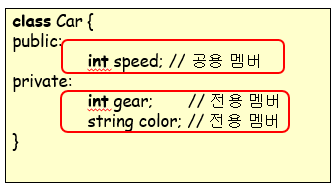 class Car {
public:
int speed; // 공용 멤버
private:
int gear; // 전용 멤버
string color; // 전용 멤버
}